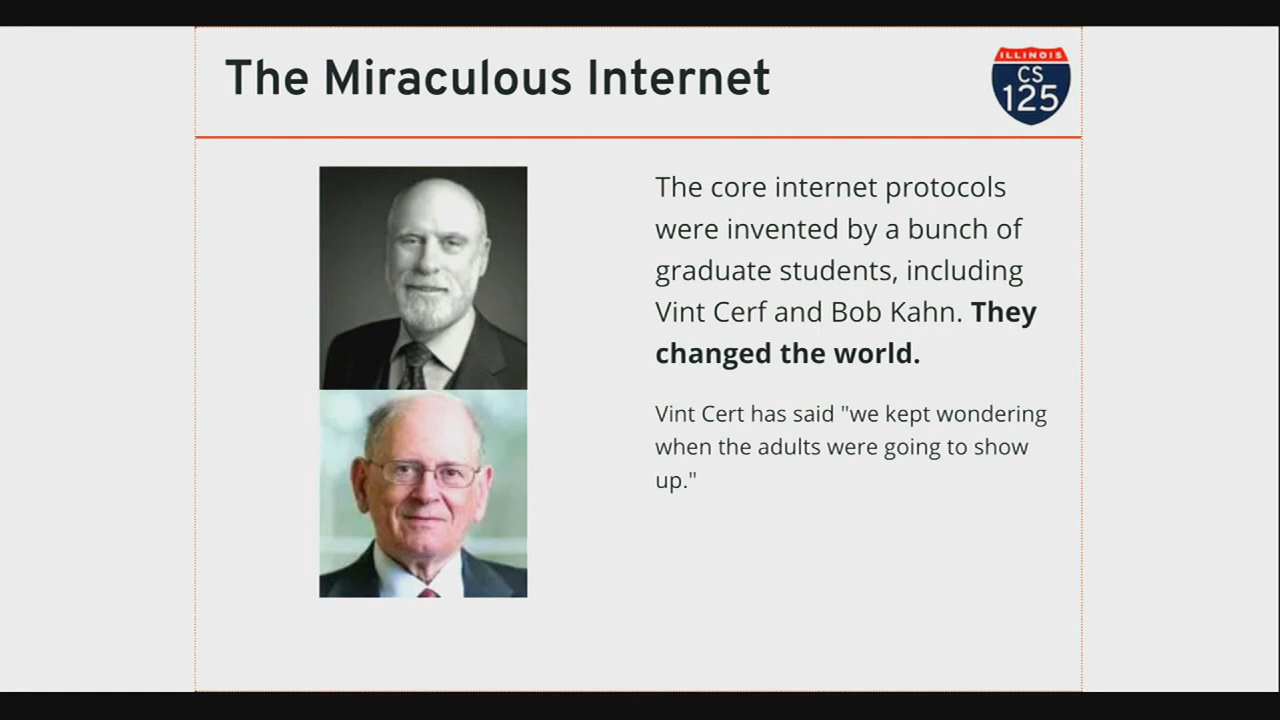 The Miraculous Internet
ILLINOIS
CS
125
The core internet protocols
were invented by a bunch of
graduate students, including
Vint Cerf and Bob Kahn. They
changed the world.
Vint Cert has said "we kept wondering
when the adults were going to show
up."